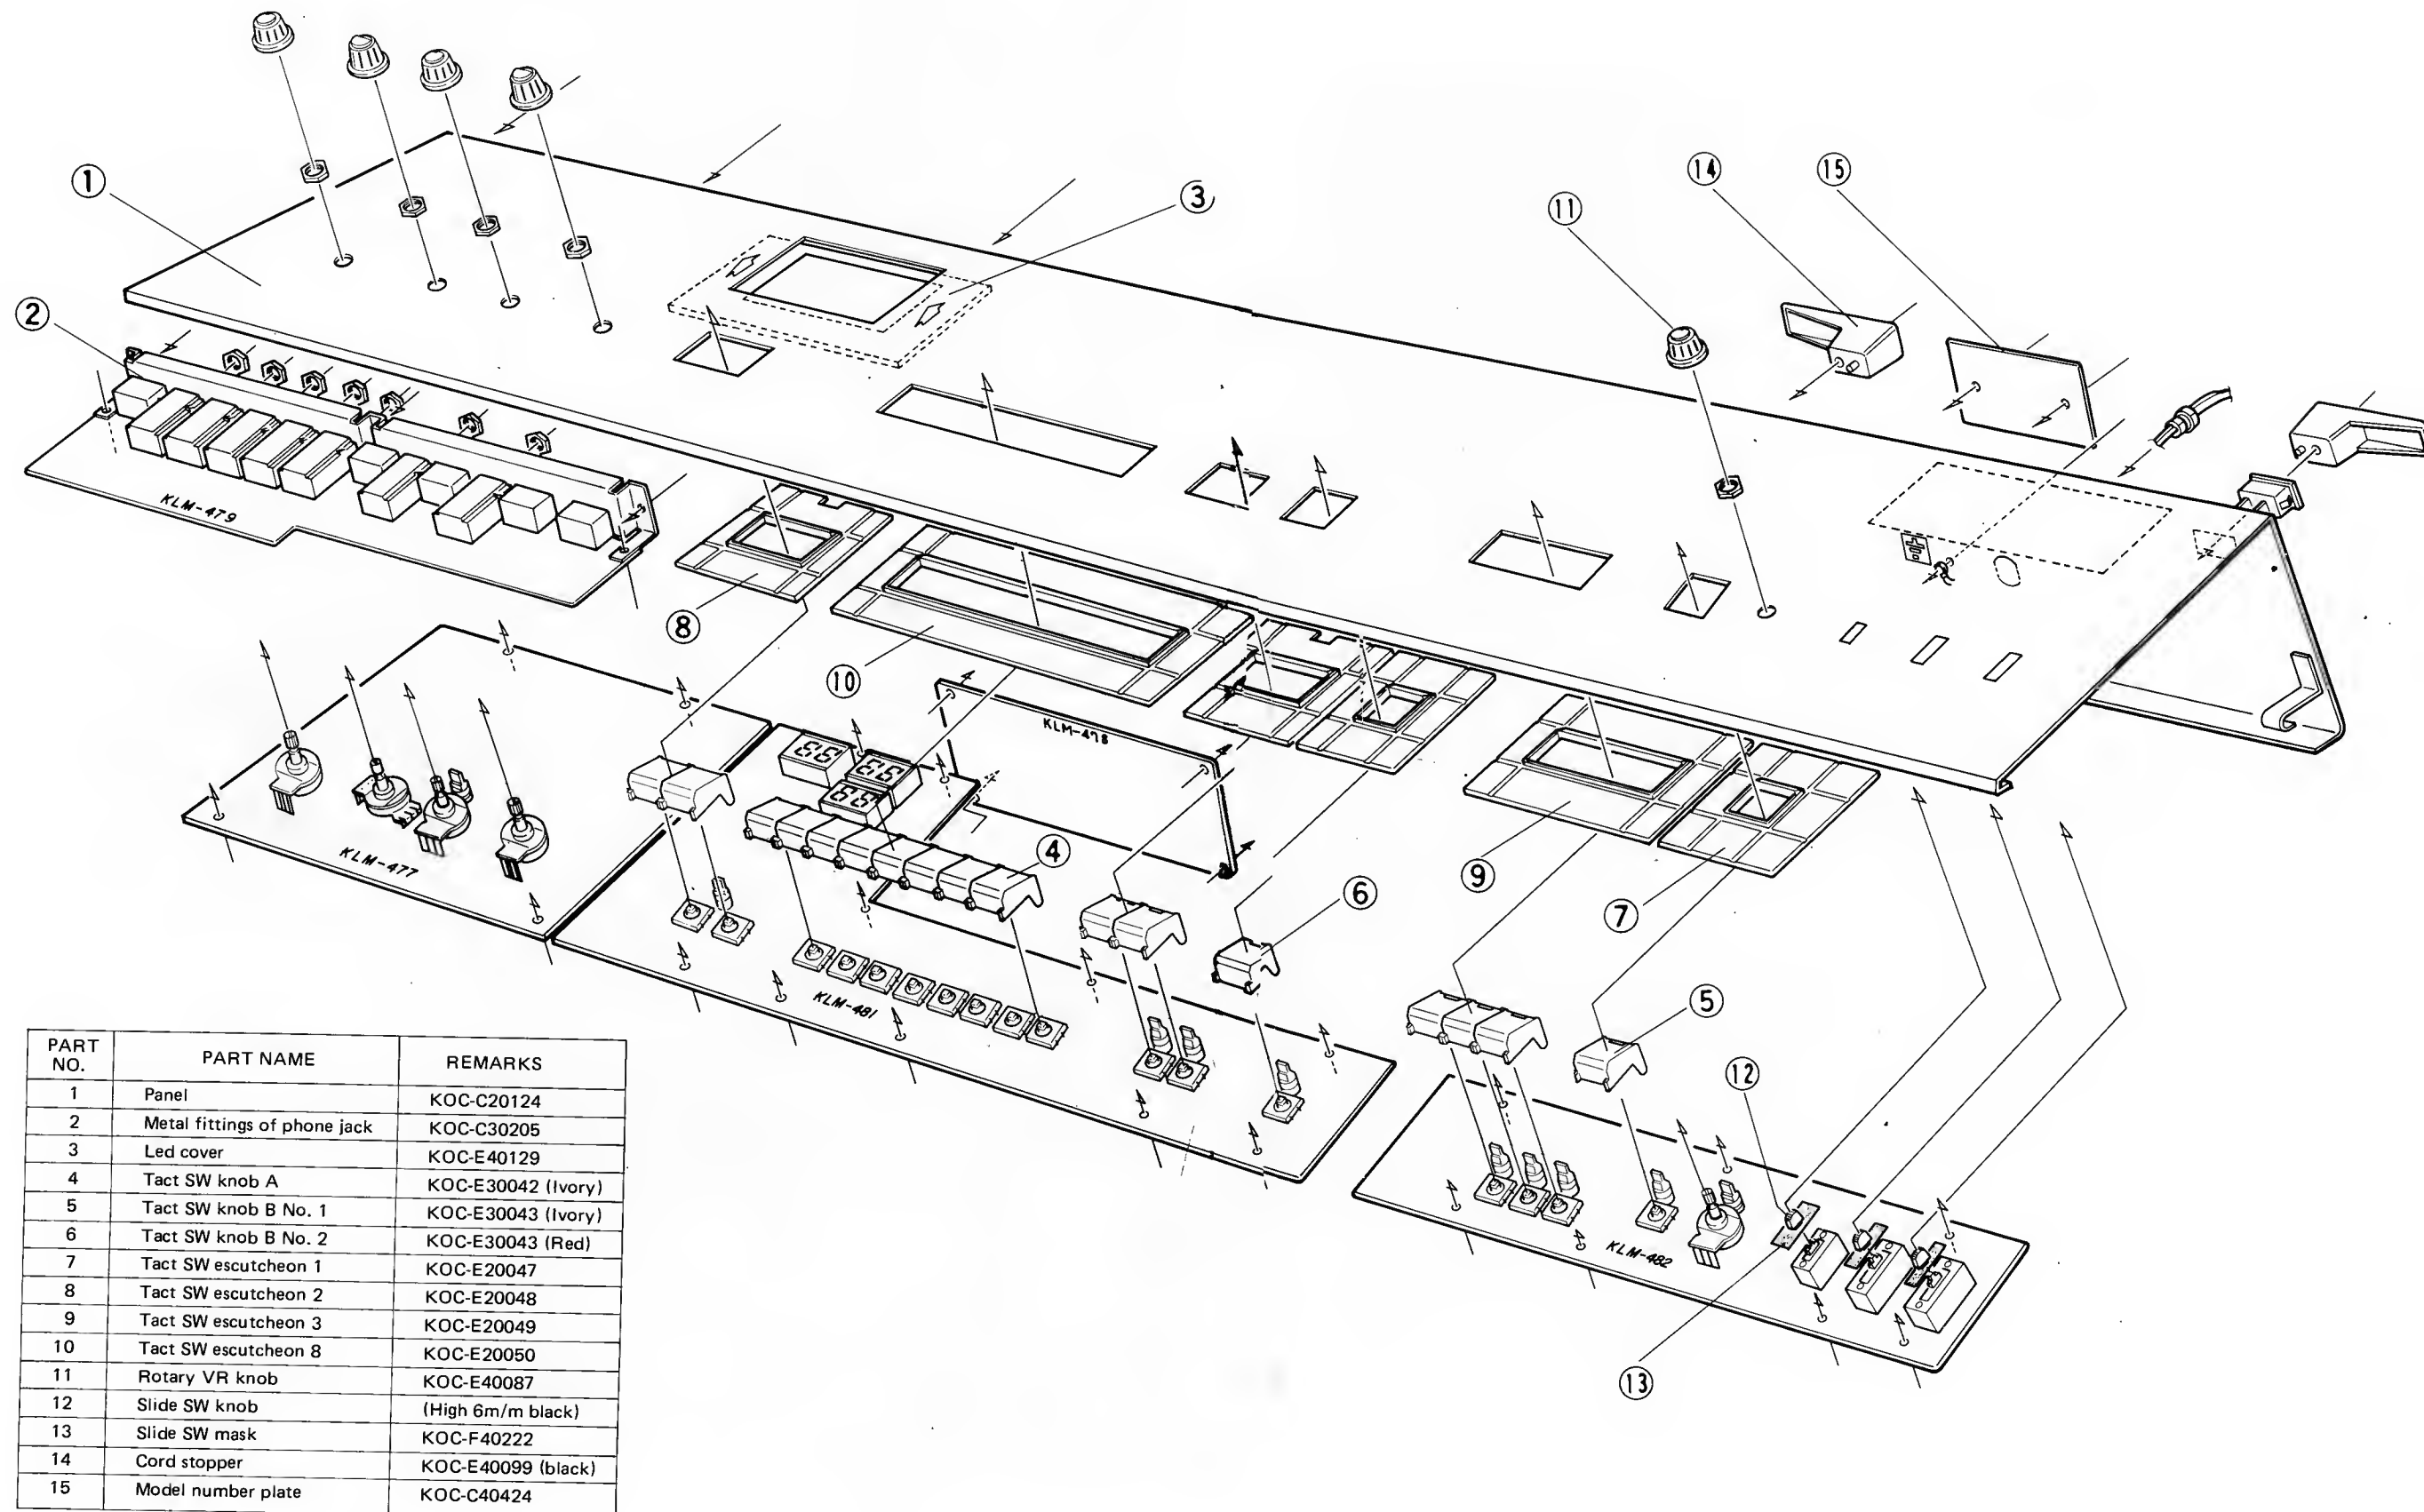 14
15
1
3
11
2
KLM-479
8
10
KLM-478
88
88
88
KLM-477
4
9
6
7
KLM-481
5
12
KLM-482
13
PART NO. PART NAME REMARKS
1 Panel KOC-C20124
2 Metal fittings of phone jack KOC-C30205
3 Led cover KOC-E40129
4 Tact SW knob A KOC-E30042 (Ivory)
5 Tact SW knob B No. 1 KOC-E30043 (Ivory)
6 Tact SW knob B No. 2 KOC-E30043 (Red)
7 Tact SW escutcheon 1 KOC-E20047
8 Tact SW escutcheon 2 KOC-E20048
9 Tact SW escutcheon 3 KOC-E20049
10 Tact SW escutcheon 8 KOC-E20050
11 Rotary VR knob KOC-E40087
12 Slide SW knob (High 6m/m black)
13 Slide SW mask KOC-F40222
14 Cord stopper KOC-E40099 (black)
15 Model number plate KOC-C40424